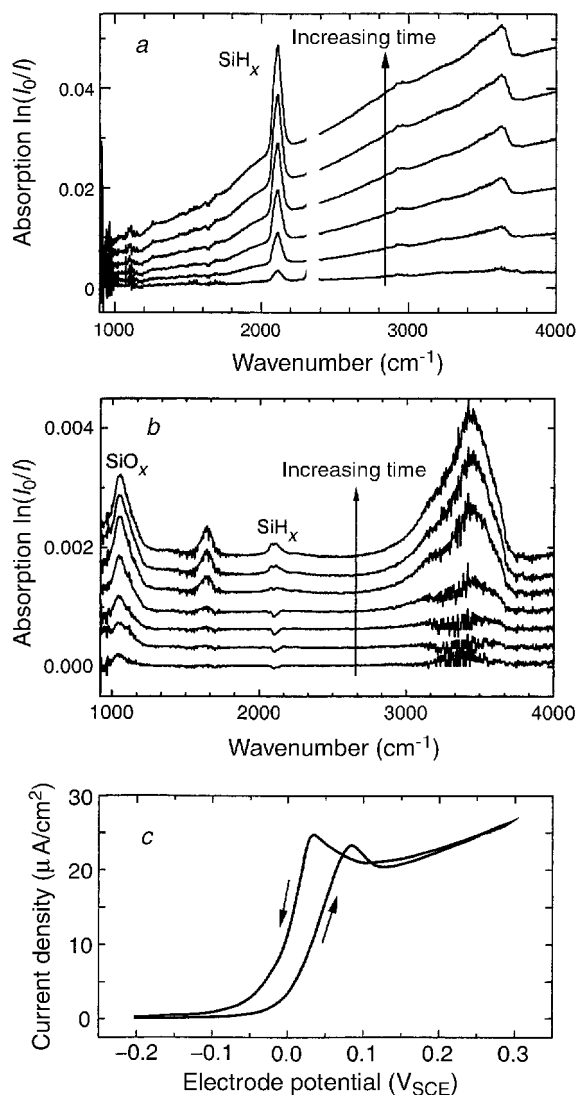 a
Increasing time
SiHx
0.04
0.02
0
Absorption ln(I0/I)
1000 2000 3000 4000
Wavenumber (cm−1)
b
SiOx
SiHx
Increasing time
0.004
0.002
0.000
Absorption ln(I0/I)
1000 2000 3000 4000
Wavenumber (cm−1)
c
30
20
10
0
Current density (μ A/cm2)
−0.2 −0.1 0.0 0.1 0.2 0.3
Electrode potential (VSCE)